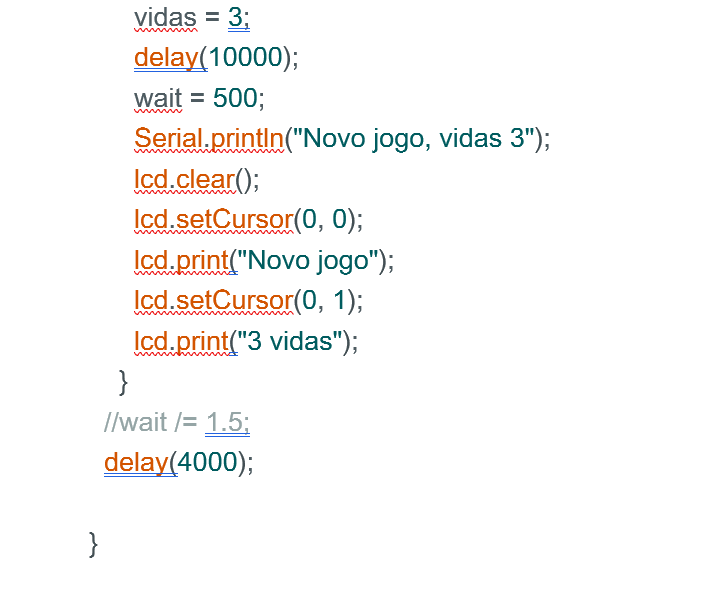 vidas = 3;
delay(10000);
wait = 500;
Serial.println("Novo jogo, vidas 3");
lcd.clear();
lcd.setCursor(0, 0);
lcd.print("Novo jogo");
lcd.setCursor(0, 1);
lcd.print("3 vidas");
}
//wait /= 1.5;
delay(4000);
}